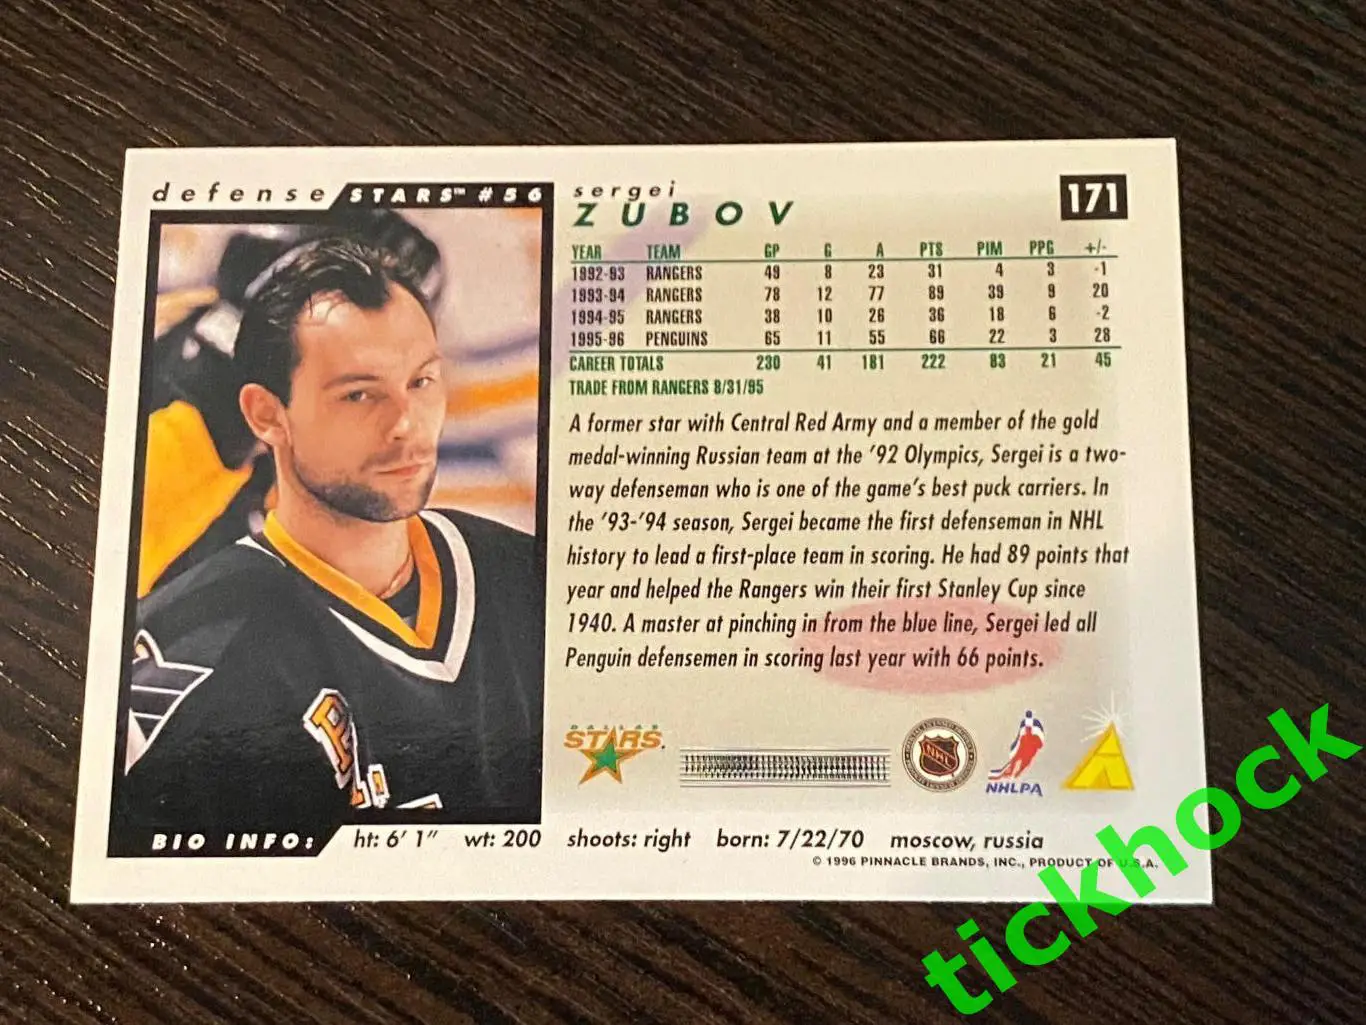 defense STARS™ #56
sergei
ZUBOV
171
YEAR TEAM GP G A PTS PIM PPG +/-
1992-93 RANGERS 49 8 23 31 4 3 -1
1993-94 RANGERS 78 12 77 89 39 9 20
1994-95 RANGERS 38 10 26 36 18 6 -2
1995-96 PENGUINS 65 11 55 66 22 3 28
CAREER TOTALS 230 41 181 222 83 21 45
TRADE FROM RANGERS 8/31/95
A former star with Central Red Army and a member of the gold
medal-winning Russian team at the '92 Olympics, Sergei is a two-
way defenseman who is one of the game's best puck carriers. In
the '93-'94 season, Sergei became the first defenseman in NHL
history to lead a first-place team in scoring. He had 89 points that
year and helped the Rangers win their first Stanley Cup since
1940. A master at pinching in from the blue line, Sergei led all
Penguin defensemen in scoring last year with 66 points.
DALLAS
STARS
NHL
NHLPA
BIO INFO: ht: 6' 1" wt: 200 shoots: right born: 7/22/70 moscow, russia
© 1996 PINNACLE BRANDS, INC., PRODUCT OF U.S.A.
tickhock